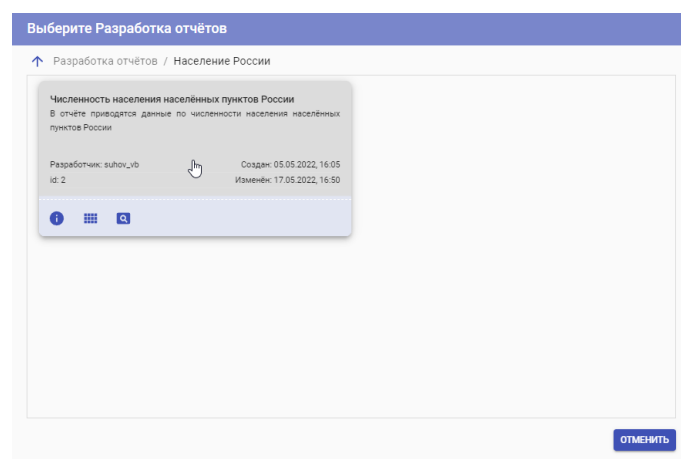 Выберите Разработка отчётов
Разработка отчётов / Население России
Численность населения населённых пунктов России
В отчёте приводятся данные по численности населения населённых
пунктов России
Разработчик: suhov_vb Создан: 05.05.2022, 16:05
id: 2 Изменён: 17.05.2022, 16:50
ОТМЕНИТЬ